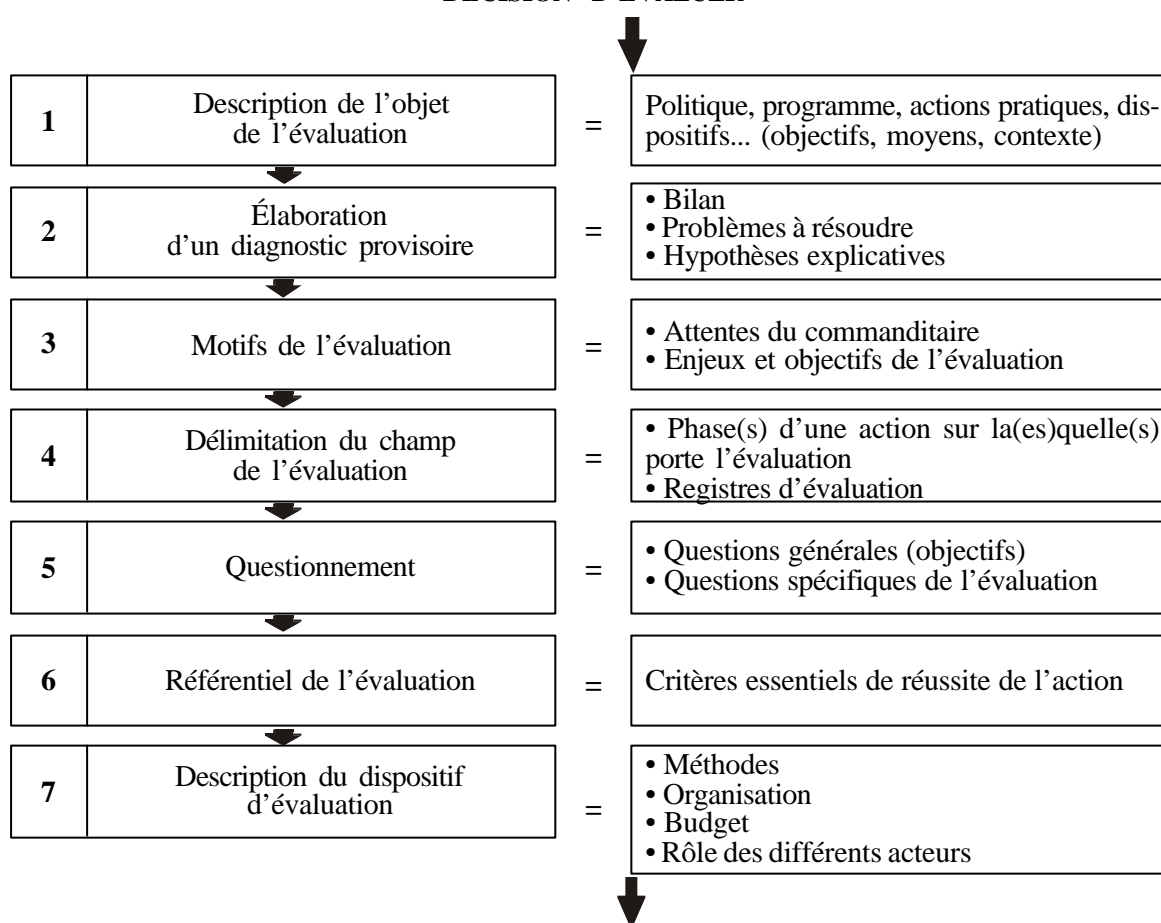 1
Description de l’objet
de l’évaluation
=
Politique, programme, actions pratiques, dis-
positifs... (objectifs, moyens, contexte)
2
Élaboration
d’un diagnostic provisoire
=
• Bilan
• Problèmes à résoudre
• Hypothèses explicatives
3
Motifs de l’évaluation
=
• Attentes du commanditaire
• Enjeux et objectifs de l’évaluation
4
Délimitation du champ
de l’évaluation
=
• Phase(s) d’une action sur la(es)quelle(s)
porte l’évaluation
• Registres d’évaluation
5
Questionnement
=
• Questions générales (objectifs)
• Questions spécifiques de l’évaluation
6
Référentiel de l’évaluation
=
Critères essentiels de réussite de l’action
7
Description du dispositif
d’évaluation
=
• Méthodes
• Organisation
• Budget
• Rôle des différents acteurs